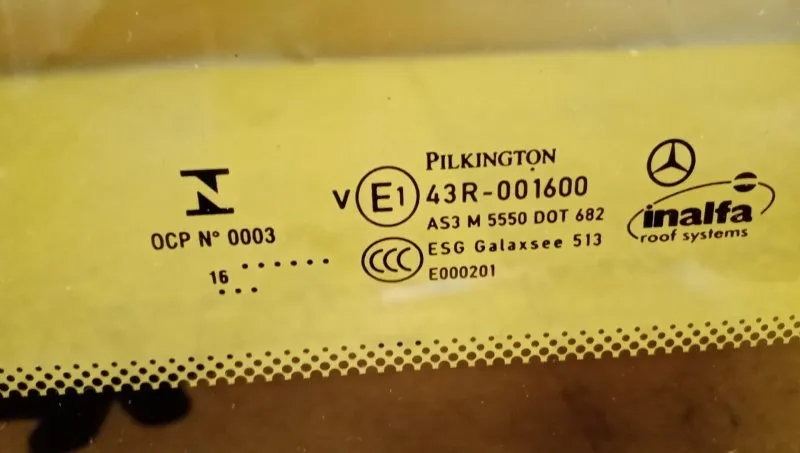 PILKINGTON
V E1 43R-001600
AS3 M 5550 DOT 682
OCP Nº 0003
CCC ESG Galaxsee 513
E000201
16
inalfa
roof systems